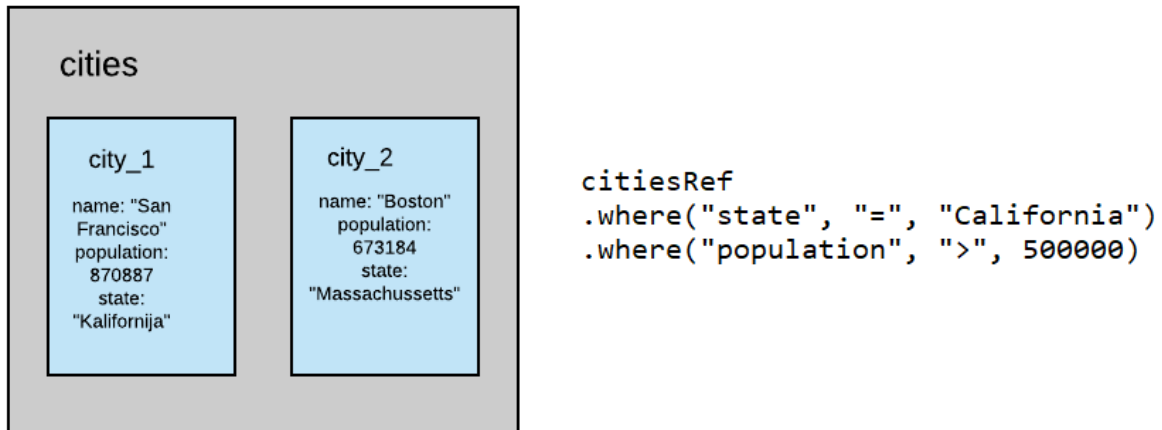 cities
city_1
name: "San
Francisco"
population:
870887
state:
"Kalifornija"
city_2
name: "Boston"
population:
673184
state:
"Massachussetts"
citiesRef
.where("state", "=", "California")
.where("population", ">", 500000)